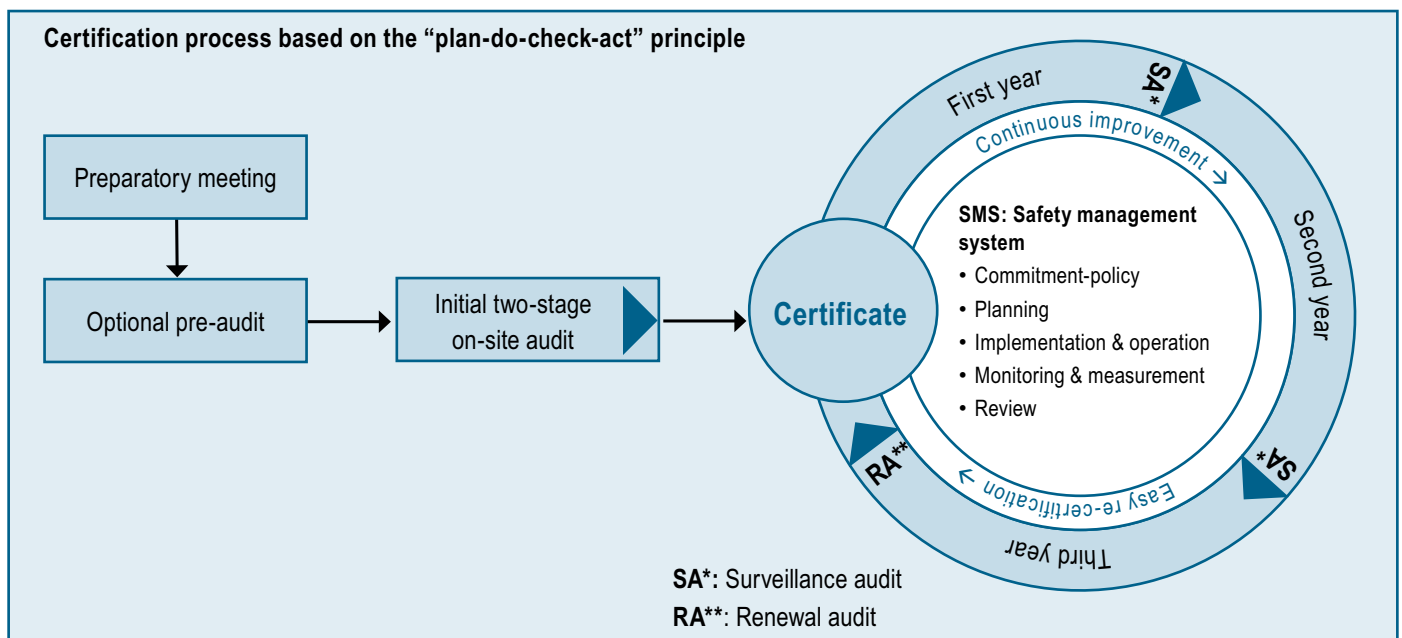 Certification process based on the “plan-do-check-act” principle
Preparatory meeting
Optional pre-audit
Initial two-stage
on-site audit
Certificate
First year
SA*
Second year
SA*
Third year
RA**
Continuous improvement →
Easy re-certification →
SMS: Safety management
system
• Commitment-policy
• Planning
• Implementation & operation
• Monitoring & measurement
• Review
SA*: Surveillance audit
RA**: Renewal audit